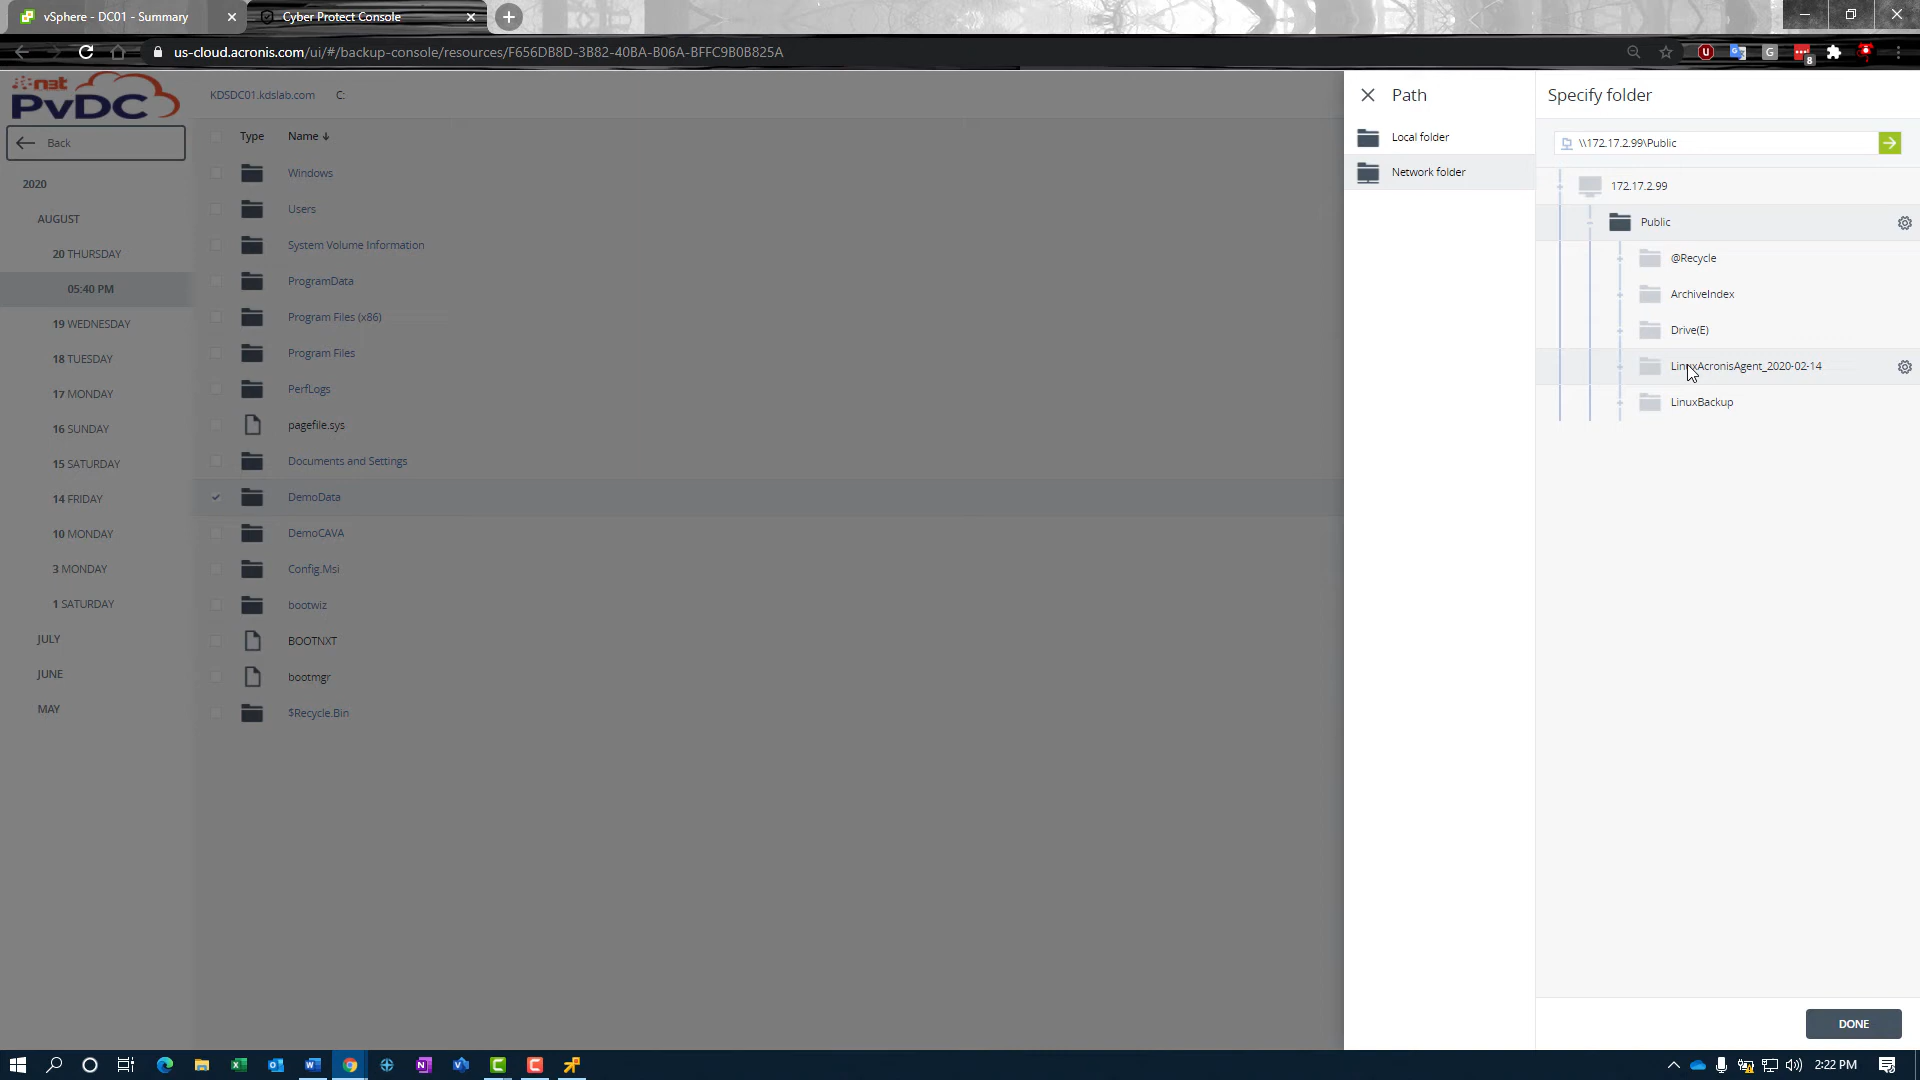 vSphere - DC01 - Summary
Cyber Protect Console
us-cloud.acronis.com/ui/#/backup-console/resources/F656DB8D-3B82-40BA-B06A-BFFC9B0B825A
8
net
PvDC
KDSDC01.kdslab.com C:
Back
Type Name
2020
AUGUST
20 THURSDAY
05:40 PM
19 WEDNESDAY
18 TUESDAY
17 MONDAY
16 SUNDAY
15 SATURDAY
14 FRIDAY
10 MONDAY
3 MONDAY
1 SATURDAY
JULY
JUNE
MAY
Windows
Users
System Volume Information
ProgramData
Program Files (x86)
Program Files
PerfLogs
pagefile.sys
Documents and Settings
DemoData
DemoCAVA
Config.Msi
bootwiz
BOOTNXT
bootmgr
$Recycle.Bin
Path
Local folder
Network folder
Specify folder
\\172.17.2.99\Public
172.17.2.99
Public
@Recycle
ArchiveIndex
Drive(E)
LinuxAcronisAgent_2020-02-14
LinuxBackup
DONE
2:22 PM